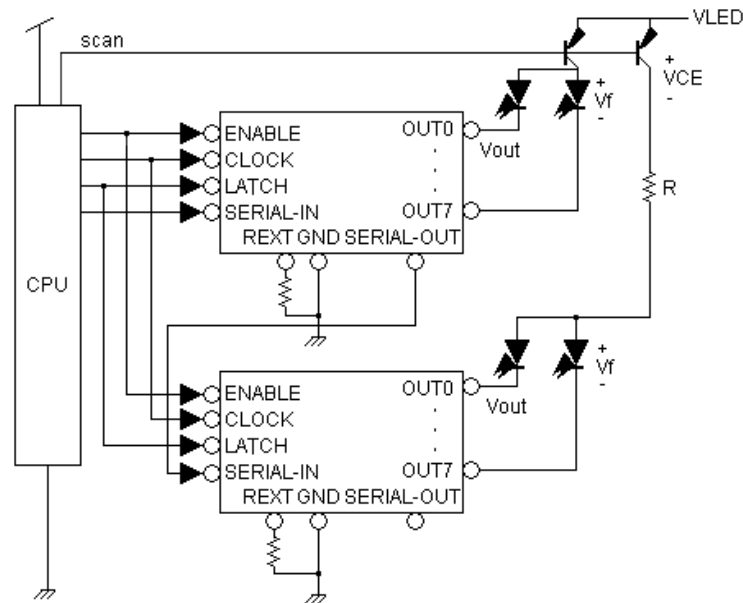 VLED
scan
+
VCE
-
+
Vf
-
ENABLE
OUT0
Vout
CLOCK
.
LATCH
.
.
R
SERIAL-IN
OUT7
REXT GND SERIAL-OUT
CPU
+
Vf
-
ENABLE
OUT0
Vout
CLOCK
.
LATCH
.
.
SERIAL-IN
OUT7
REXT GND SERIAL-OUT